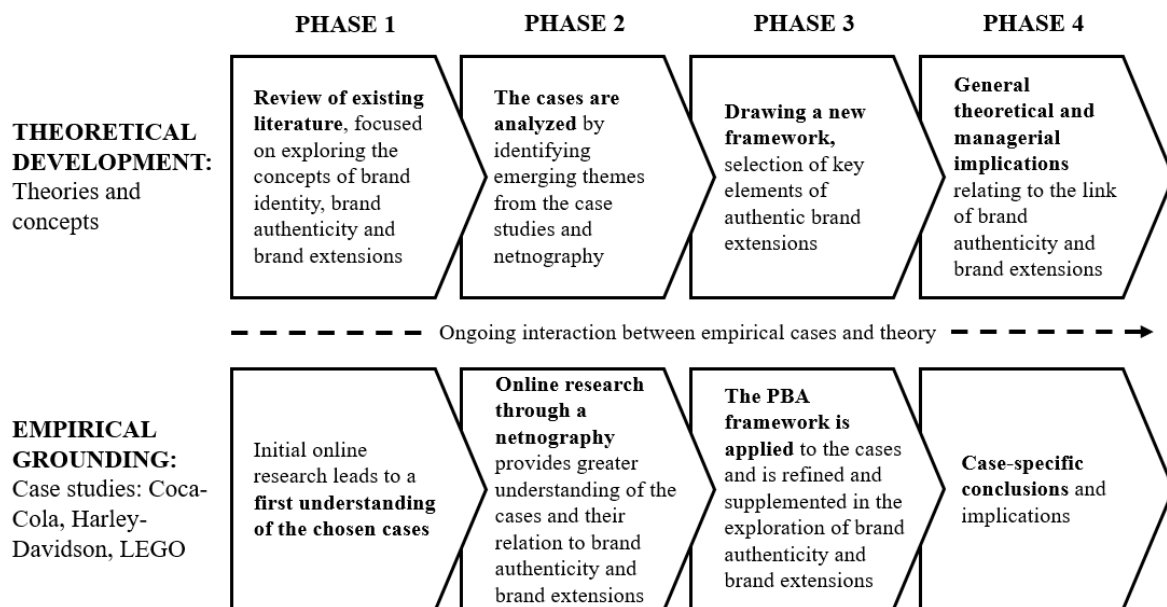 PHASE 1
PHASE 2
PHASE 3
PHASE 4
THEORETICAL
DEVELOPMENT:
Theories and
concepts
Review of existing
literature, focused
on exploring the
concepts of brand
identity, brand
authenticity and
brand extensions
The cases are
analyzed by
identifying
emerging themes
from the case
studies and
netnography
Drawing a new
framework,
selection of key
elements of
authentic brand
extensions
General
theoretical and
managerial
implications
relating to the link
of brand
authenticity and
brand extensions
Ongoing interaction between empirical cases and theory
EMPIRICAL
GROUNDING:
Case studies: Coca-
Cola, Harley-
Davidson, LEGO
Initial online
research leads to a
first understanding
of the chosen cases
Online research
through a
netnography
provides greater
understanding of the
cases and their
relation to brand
authenticity and
brand extensions
The PBA
framework is
applied to the cases
and is refined and
supplemented in the
exploration of brand
authenticity and
brand extensions
Case-specific
conclusions and
implications